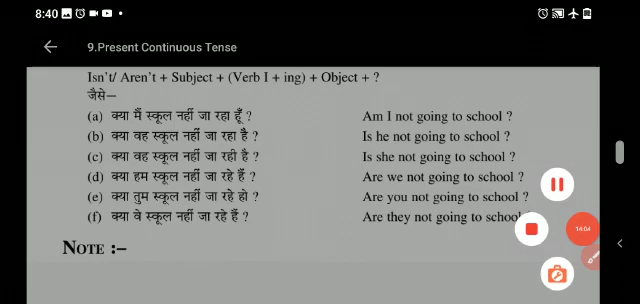 8:40
9.Present Continuous Tense
Isn't/ Aren't + Subject + (Verb I + ing) + Object + ?
जैसे–
(a) क्या मैं स्कूल नहीं जा रहा हूँ ? Am I not going to school ?
(b) क्या वह स्कूल नहीं जा रहा है ? Is he not going to school ?
(c) क्या वह स्कूल नहीं जा रही है ? Is she not going to school ?
(d) क्या हम स्कूल नहीं जा रहे हैं ? Are we not going to school ?
(e) क्या तुम स्कूल नहीं जा रहे हो ? Are you not going to school ?
(f) क्या वे स्कूल नहीं जा रहे हैं ? Are they not going to school
14:04
NOTE :–